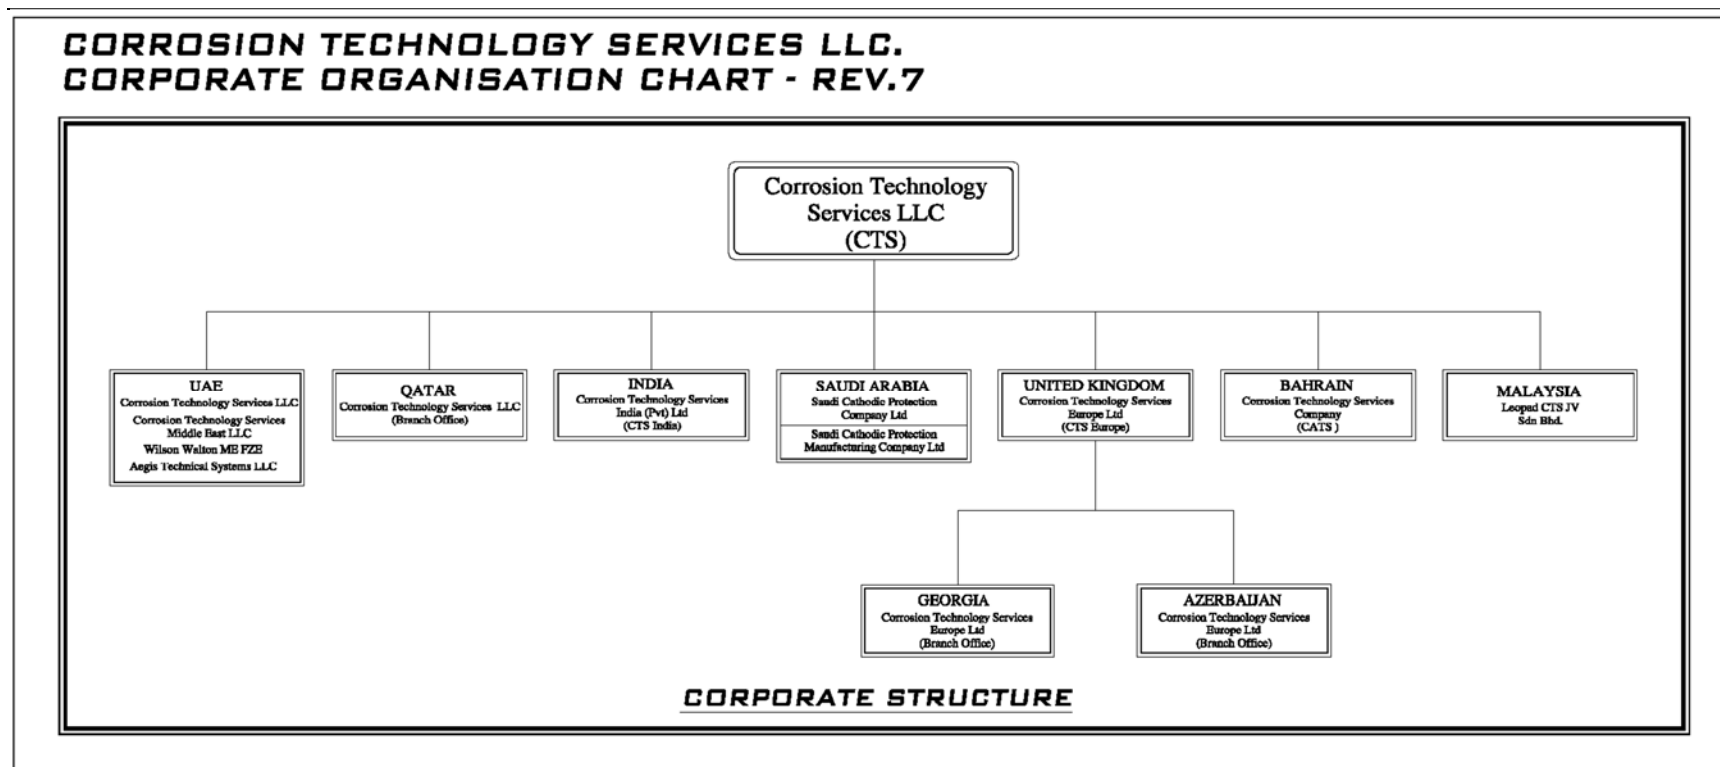 CORROSION TECHNOLOGY SERVICES LLC.
CORPORATE ORGANISATION CHART - REV.7
Corrosion Technology
Services LLC
(CTS)
UAE
Corrosion Technology Services LLC
Corrosion Technology Services
Middle East LLC
Wilson Walton ME FZE
Aegis Technical Systems LLC
QATAR
Corrosion Technology Services LLC
(Branch Office)
INDIA
Corrosion Technology Services
India (Pvt) Ltd
(CTS India)
SAUDI ARABIA
Saudi Cathodic Protection
Company Ltd
Saudi Cathodic Protection
Manufacturing Company Ltd
UNITED KINGDOM
Corrosion Technology Services
Europe Ltd
(CTS Europe)
BAHRAIN
Corrosion Technology Services
Company
(CATS )
MALAYSIA
Leopad CTS JV
Sdn Bhd.
GEORGIA
Corrosion Technology Services
Europe Ltd
(Branch Office)
AZERBAIJAN
Corrosion Technology Services
Europe Ltd
(Branch Office)
CORPORATE STRUCTURE